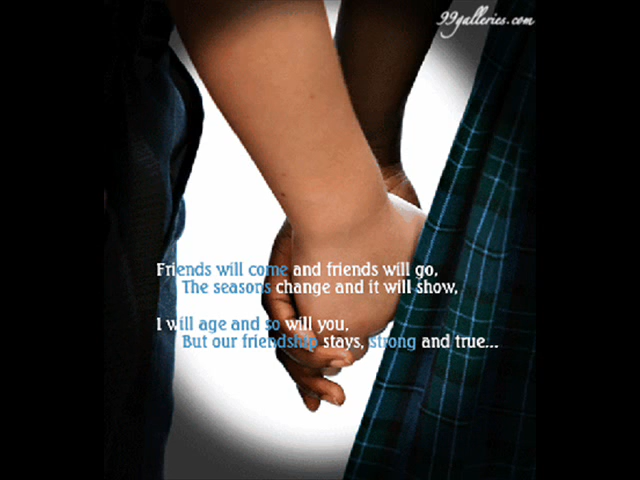 99galleries.com
Friends will come and friends will go,
The seasons change and it will show,
I will age and so will you,
But our friendship stays, strong and true...